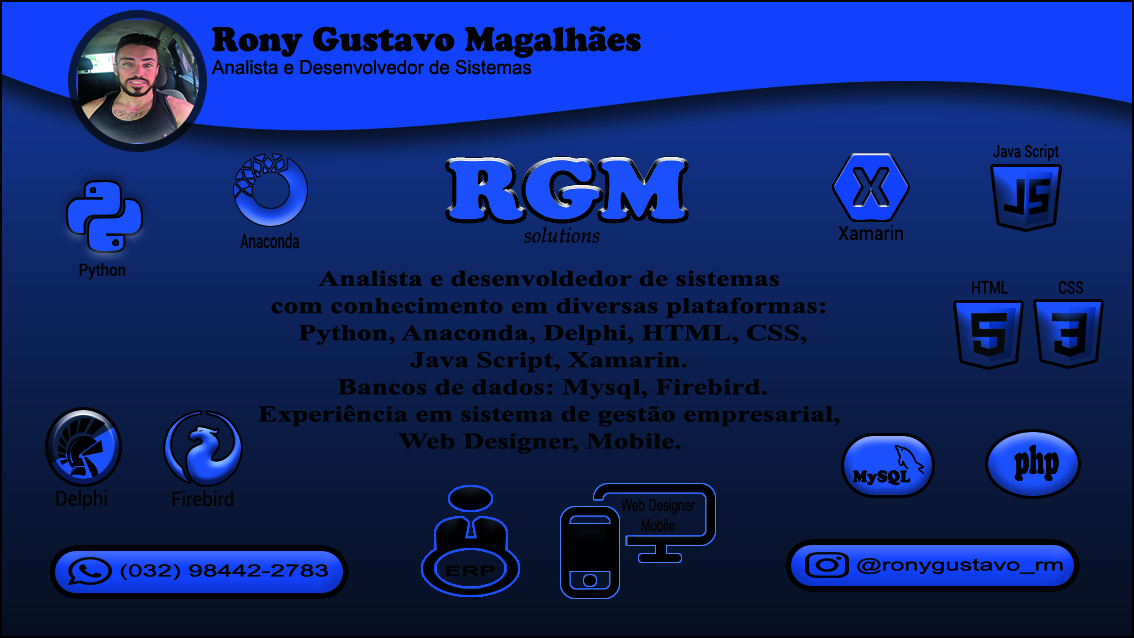 Rony Gustavo Magalhães
Analista e Desenvolvedor de Sistemas
Python
Anaconda
RGM
solutions
Xamarin
Java Script
JS
Analista e desenvoldedor de sistemas
com conhecimento em diversas plataformas:
Python, Anaconda, Delphi, HTML, CSS,
Java Script, Xamarin.
Bancos de dados: Mysql, Firebird.
Experiência em sistema de gestão empresarial,
Web Designer, Mobile.
HTML
CSS
5
3
Delphi
Firebird
MySQL
php
ERP
Web Designer
Mobile
(032) 98442-2783
@ronygustavo_rm